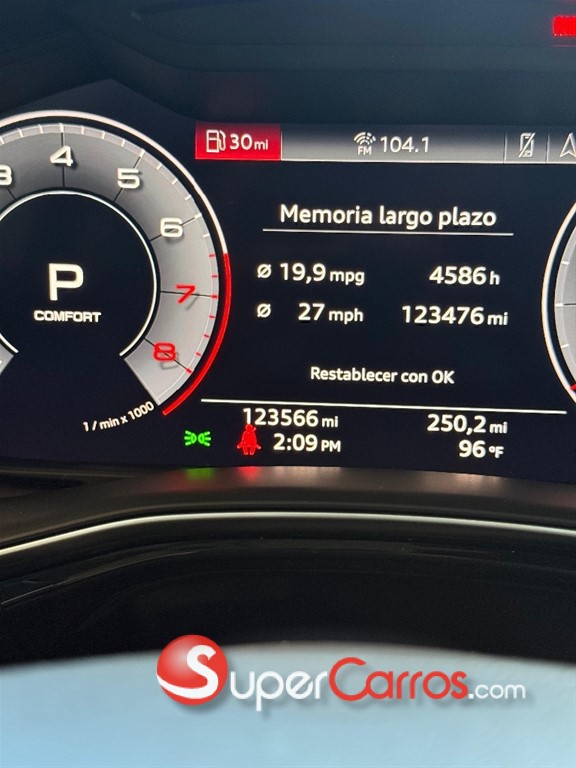 30 mi
FM 104.1
3
4
5
6
7
8
P
COMFORT
1 / min x 1000
Memoria largo plazo
Ø 19,9 mpg 4586 h
Ø 27 mph 123476 mi
Restablecer con OK
123566 mi 250,2 mi
2:09 PM 96 °F
SuperCarros.com